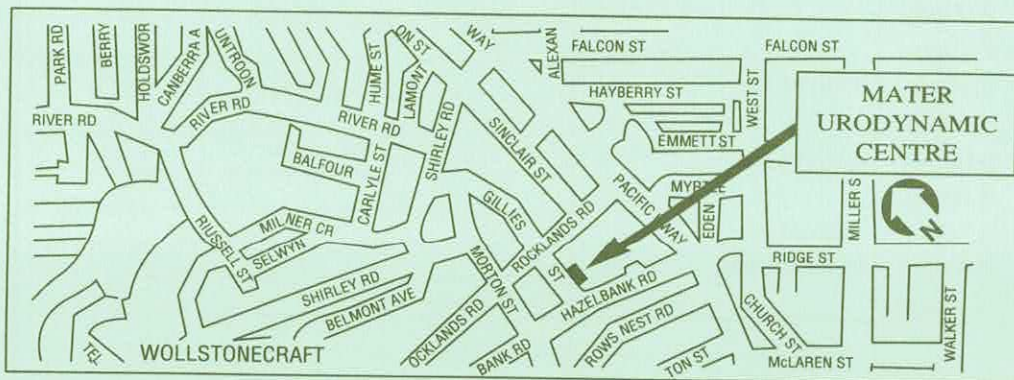 PARK RD
BERRY
HOLDSWOR
CANBERRA A
UNTROON
HUME ST
ON ST
LAMONT
WAY
ALEXAN
FALCON ST
FALCON ST
HAYBERRY ST
WEST ST
EMMETT ST
MATER
URODYNAMIC
CENTRE
RIVER RD
RIVER RD
RIVER RD
BALFOUR
CARLYLE ST
SHIRLEY RD
SINCLAIR ST
GILLIES
PACIFIC
WAY
MYRTLE
EDEN
MILLER S
N
RIUSSELL ST
MILNER CR
SELWYN
SHIRLEY RD
BELMONT AVE
MORTON ST
ROCKLANDS RD
ST
HAZELBANK RD
RIDGE ST
OCKLANDS RD
BANK RD
ROWS NEST RD
TON ST
CHURCH ST
McLAREN ST
WALKER ST
TEL
WOLLSTONECRAFT